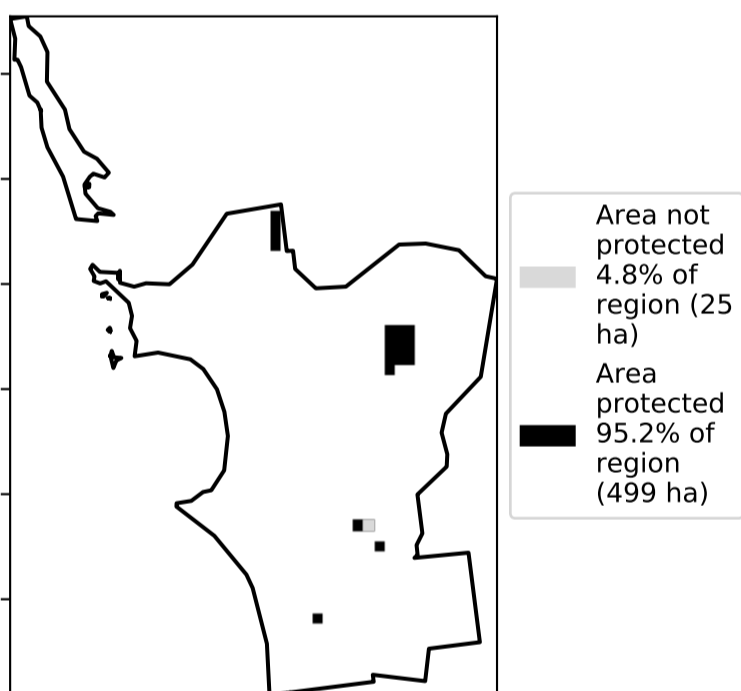 Area not
protected
4.8% of
region (25
ha)
Area
protected
95.2% of
region
(499 ha)